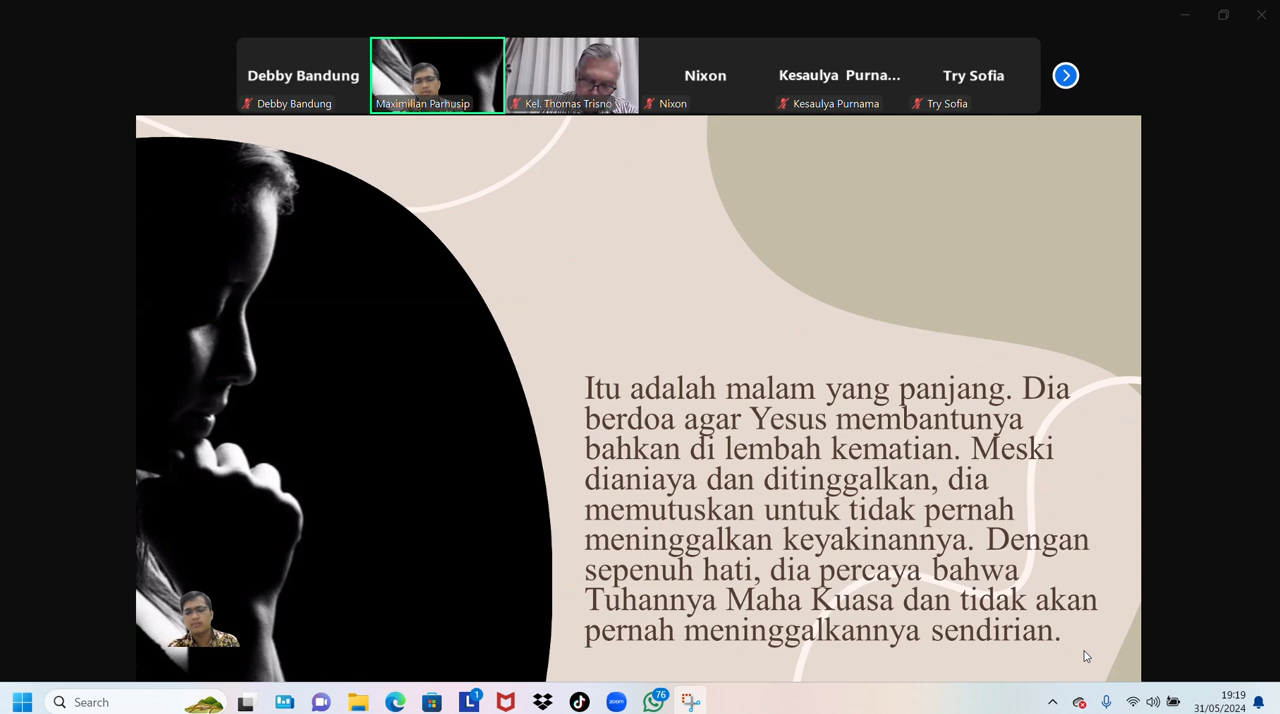 Debby Bandung
Debby Bandung
Maximilian Parhusip
Kel. Thomas Trisno
Nixon
Nixon
Kesaulya Purna...
Kesaulya Purnama
Try Sofia
Try Sofia
Itu adalah malam yang panjang. Dia
berdoa agar Yesus membantunya
bahkan di lembah kematian. Meski
dianiaya dan ditinggalkan, dia
memutuskan untuk tidak pernah
meninggalkan keyakinannya. Dengan
sepenuh hati, dia percaya bahwa
Tuhannya Maha Kuasa dan tidak akan
pernah meninggalkannya sendirian.
Search
L
1
zoom
76
19:19
31/05/2024